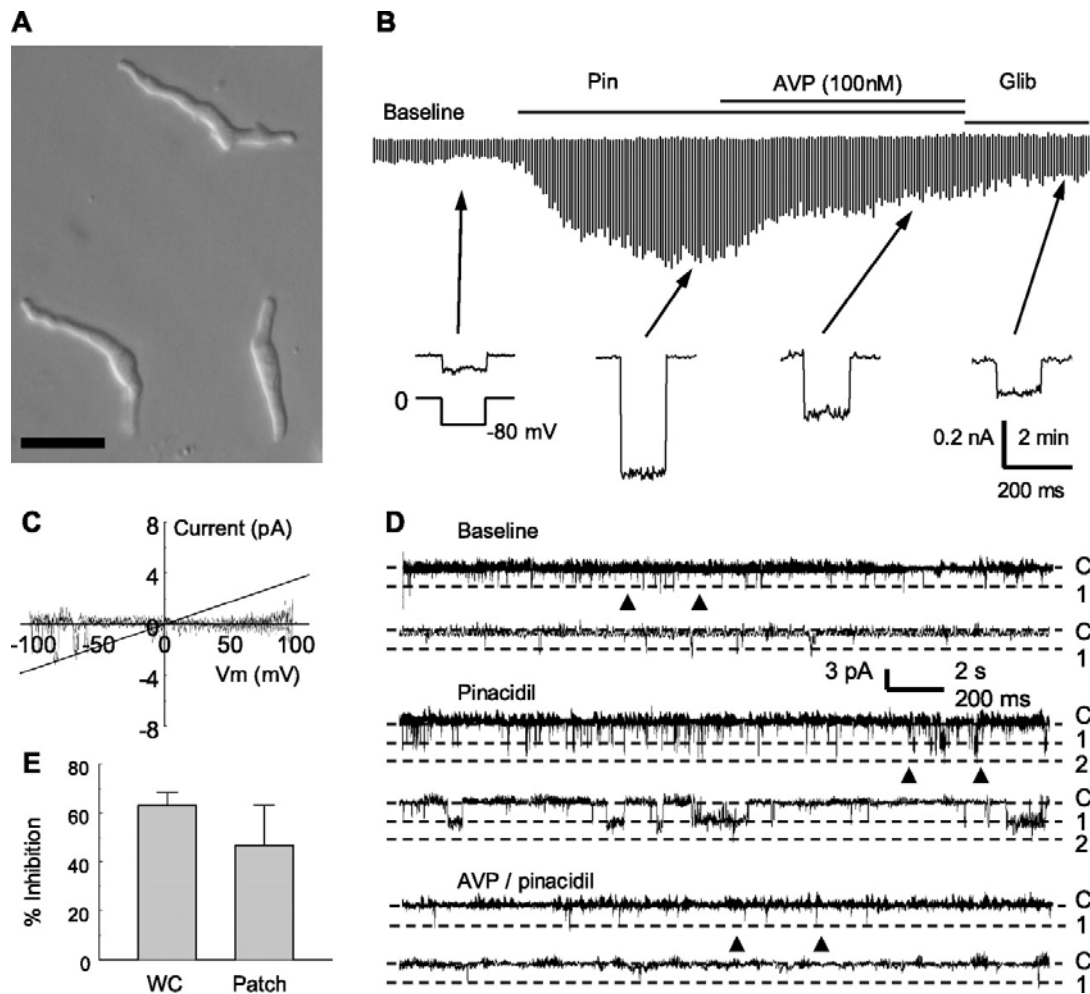 A
B
Pin
AVP (100nM)
Glib
Baseline
0
-80 mV
0.2 nA
2 min
200 ms
C
Current (pA)
8
4
0
-4
-8
-100
-50
0
50
100
Vm (mV)
D
Baseline
C
1
C
1
3 pA
2 s
200 ms
Pinacidil
C
1
2
C
1
2
AVP / pinacidil
C
1
C
1
E
% Inhibition
80
60
40
20
0
WC
Patch